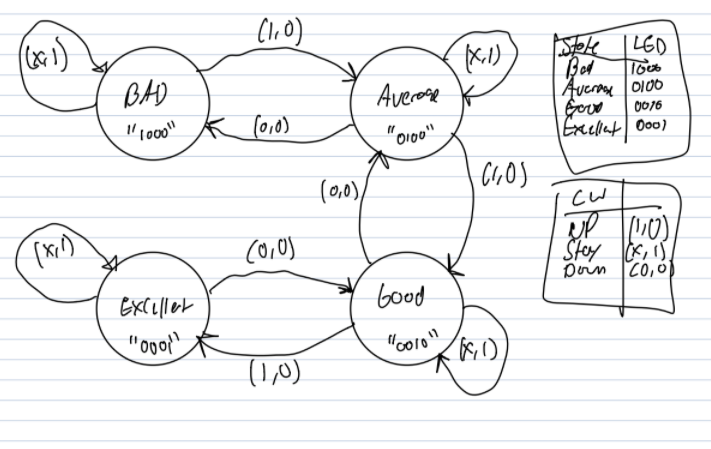 (1,0)
(x,1)
(x,1)
BAD
"1000"
Average
"0100"
(0,0)
(0,0)
(1,0)
(x,1)
(0,0)
Excellet
"0001"
Good
"0010"
(1,0)
(x,1)
State | LED
Bad | 1000
Average | 0100
Good | 0010
Excellet | 0001
CW
UP | (1,0)
Stay | (x,1)
Down | (0,0)